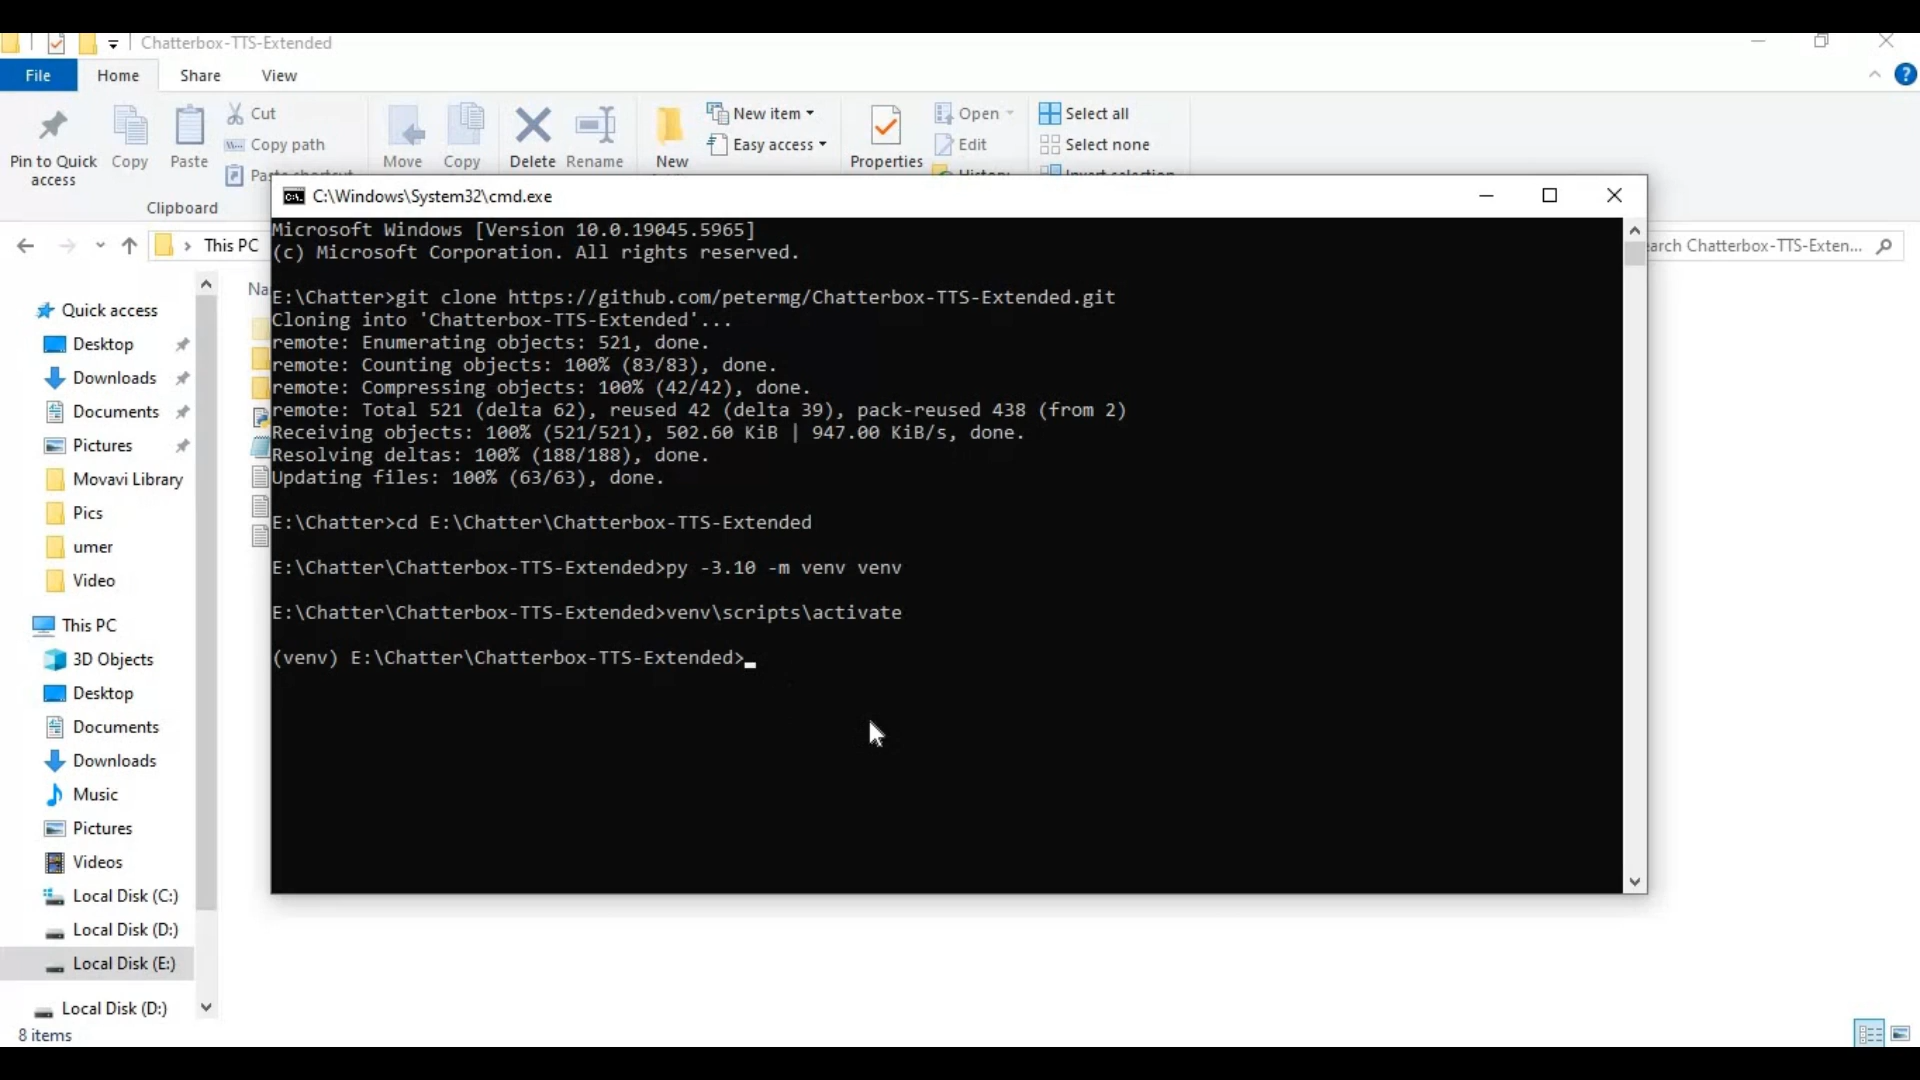 Chatterbox-TTS-Extended
File
Home
Share
View
Pin to Quick access
Copy
Paste
Cut
Copy path
Clipboard
Move
Copy
Delete
Rename
New
New item
Easy access
Properties
Open
Edit
Select all
Select none
This PC
Chatterbox-TTS-Exten...
C:\Windows\System32\cmd.exe
Microsoft Windows [Version 10.0.19045.5965]
(c) Microsoft Corporation. All rights reserved.
E:\Chatter>git clone https://github.com/petermg/Chatterbox-TTS-Extended.git
Cloning into 'Chatterbox-TTS-Extended'...
remote: Enumerating objects: 521, done.
remote: Counting objects: 100% (83/83), done.
remote: Compressing objects: 100% (42/42), done.
remote: Total 521 (delta 62), reused 42 (delta 39), pack-reused 438 (from 2)
Receiving objects: 100% (521/521), 502.60 KiB | 947.00 KiB/s, done.
Resolving deltas: 100% (188/188), done.
Updating files: 100% (63/63), done.
E:\Chatter>cd E:\Chatter\Chatterbox-TTS-Extended
E:\Chatter\Chatterbox-TTS-Extended>py -3.10 -m venv venv
E:\Chatter\Chatterbox-TTS-Extended>venv\scripts\activate
(venv) E:\Chatter\Chatterbox-TTS-Extended>
Quick access
Desktop
Downloads
Documents
Pictures
Movavi Library
Pics
umer
Video
This PC
3D Objects
Desktop
Documents
Downloads
Music
Pictures
Videos
Local Disk (C:)
Local Disk (D:)
Local Disk (E:)
Local Disk (D:)
8 items